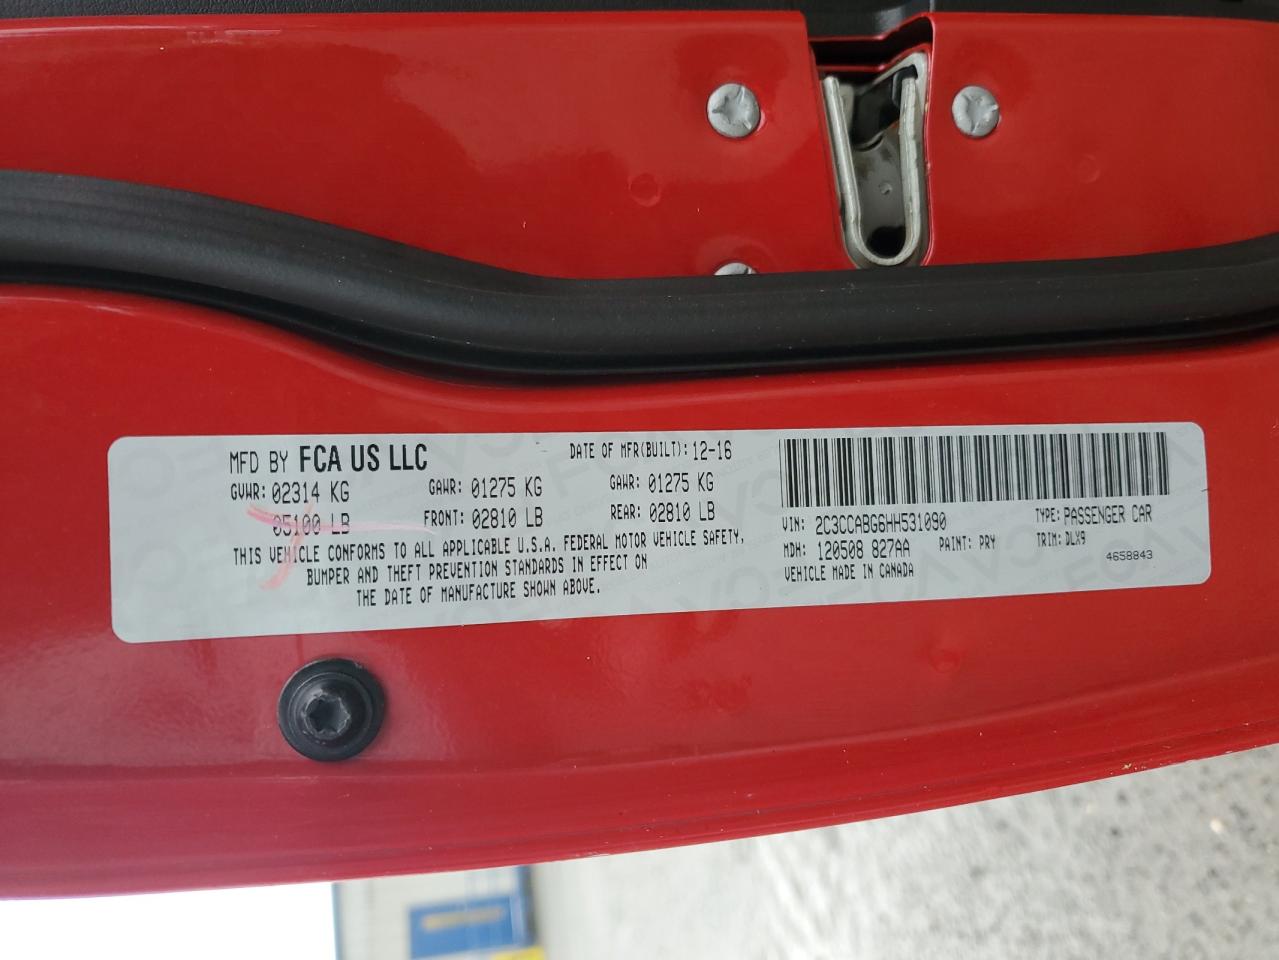 MFD BY FCA US LLC DATE OF MFR(BUILT): 12-16
GVWR: 02314 KG GAWR: 01275 KG GAWR: 01275 KG
05100 LB FRONT: 02810 LB REAR: 02810 LB
THIS VEHICLE CONFORMS TO ALL APPLICABLE U.S.A. FEDERAL MOTOR VEHICLE SAFETY,
BUMPER AND THEFT PREVENTION STANDARDS IN EFFECT ON
THE DATE OF MANUFACTURE SHOWN ABOVE.
VIN: 2C3CCABG6HH531090 TYPE: PASSENGER CAR
MDH: 120508 827AA PAINT: PRY TRIM: DLX9
VEHICLE MADE IN CANADA 4658843